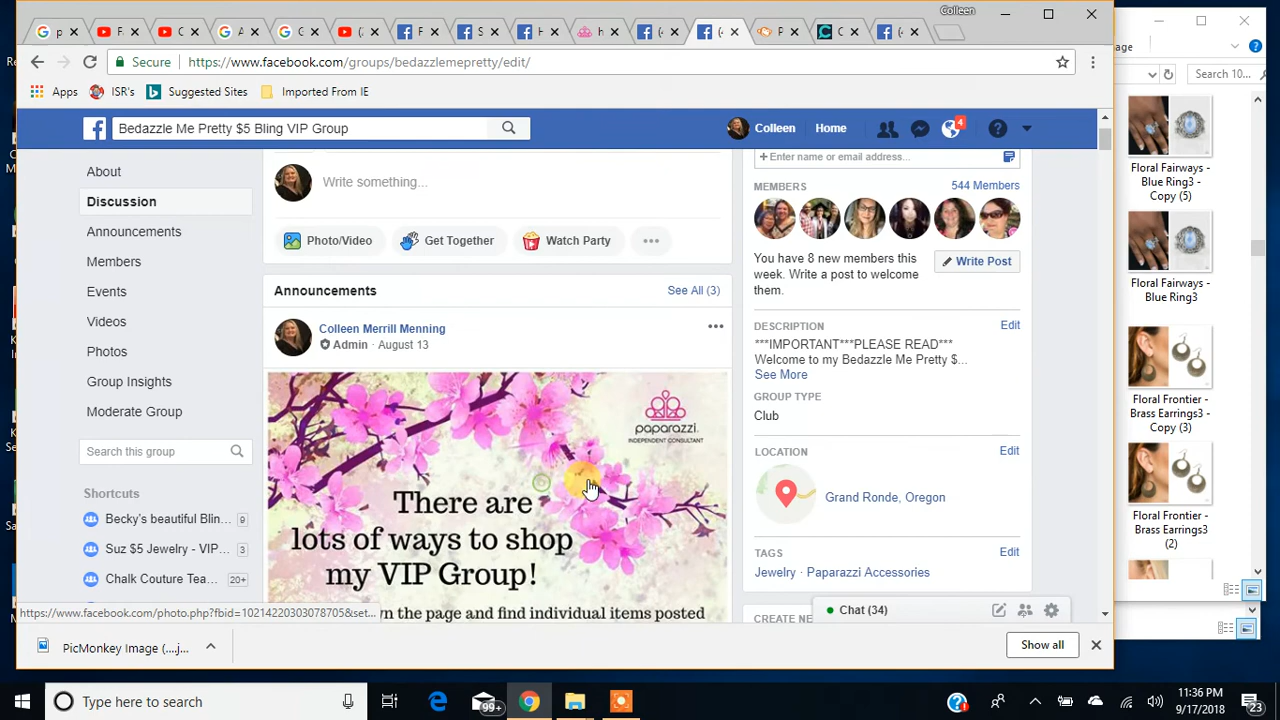 Colleen
Secure
https://www.facebook.com/groups/bedazzlemepretty/edit/
Apps
ISR's
Suggested Sites
Imported From IE
Bedazzle Me Pretty $5 Bling VIP Group
Colleen
Home
4
About
Discussion
Announcements
Members
Events
Videos
Photos
Group Insights
Moderate Group
Search this group
Shortcuts
Becky's beautiful Blin... 9
Suz $5 Jewelry - VIP... 3
Chalk Couture Tea... 20+
Write something...
Photo/Video
Get Together
Watch Party
Announcements
See All (3)
Colleen Merrill Menning
Admin · August 13
paparazzi
INDEPENDENT CONSULTANT
There are
lots of ways to shop
my VIP Group!
n the page and find individual items posted
+ Enter name or email address...
MEMBERS
544 Members
You have 8 new members this
week. Write a post to welcome
them.
Write Post
DESCRIPTION
Edit
***IMPORTANT***PLEASE READ***
Welcome to my Bedazzle Me Pretty $...
See More
GROUP TYPE
Club
LOCATION
Edit
Grand Ronde, Oregon
TAGS
Edit
Jewelry · Paparazzi Accessories
CREATE NE
Chat (34)
https://www.facebook.com/photo.php?fbid=10214220303078705&set...
PicMonkey Image (....j...
Show all
age
Search 10...
Floral Fairways -
Blue Ring3 -
Copy (5)
Floral Fairways -
Blue Ring3
Floral Frontier -
Brass Earrings3 -
Copy (3)
Floral Frontier -
Brass Earrings3
(2)
Type here to search
99+
11:36 PM
9/17/2018
23